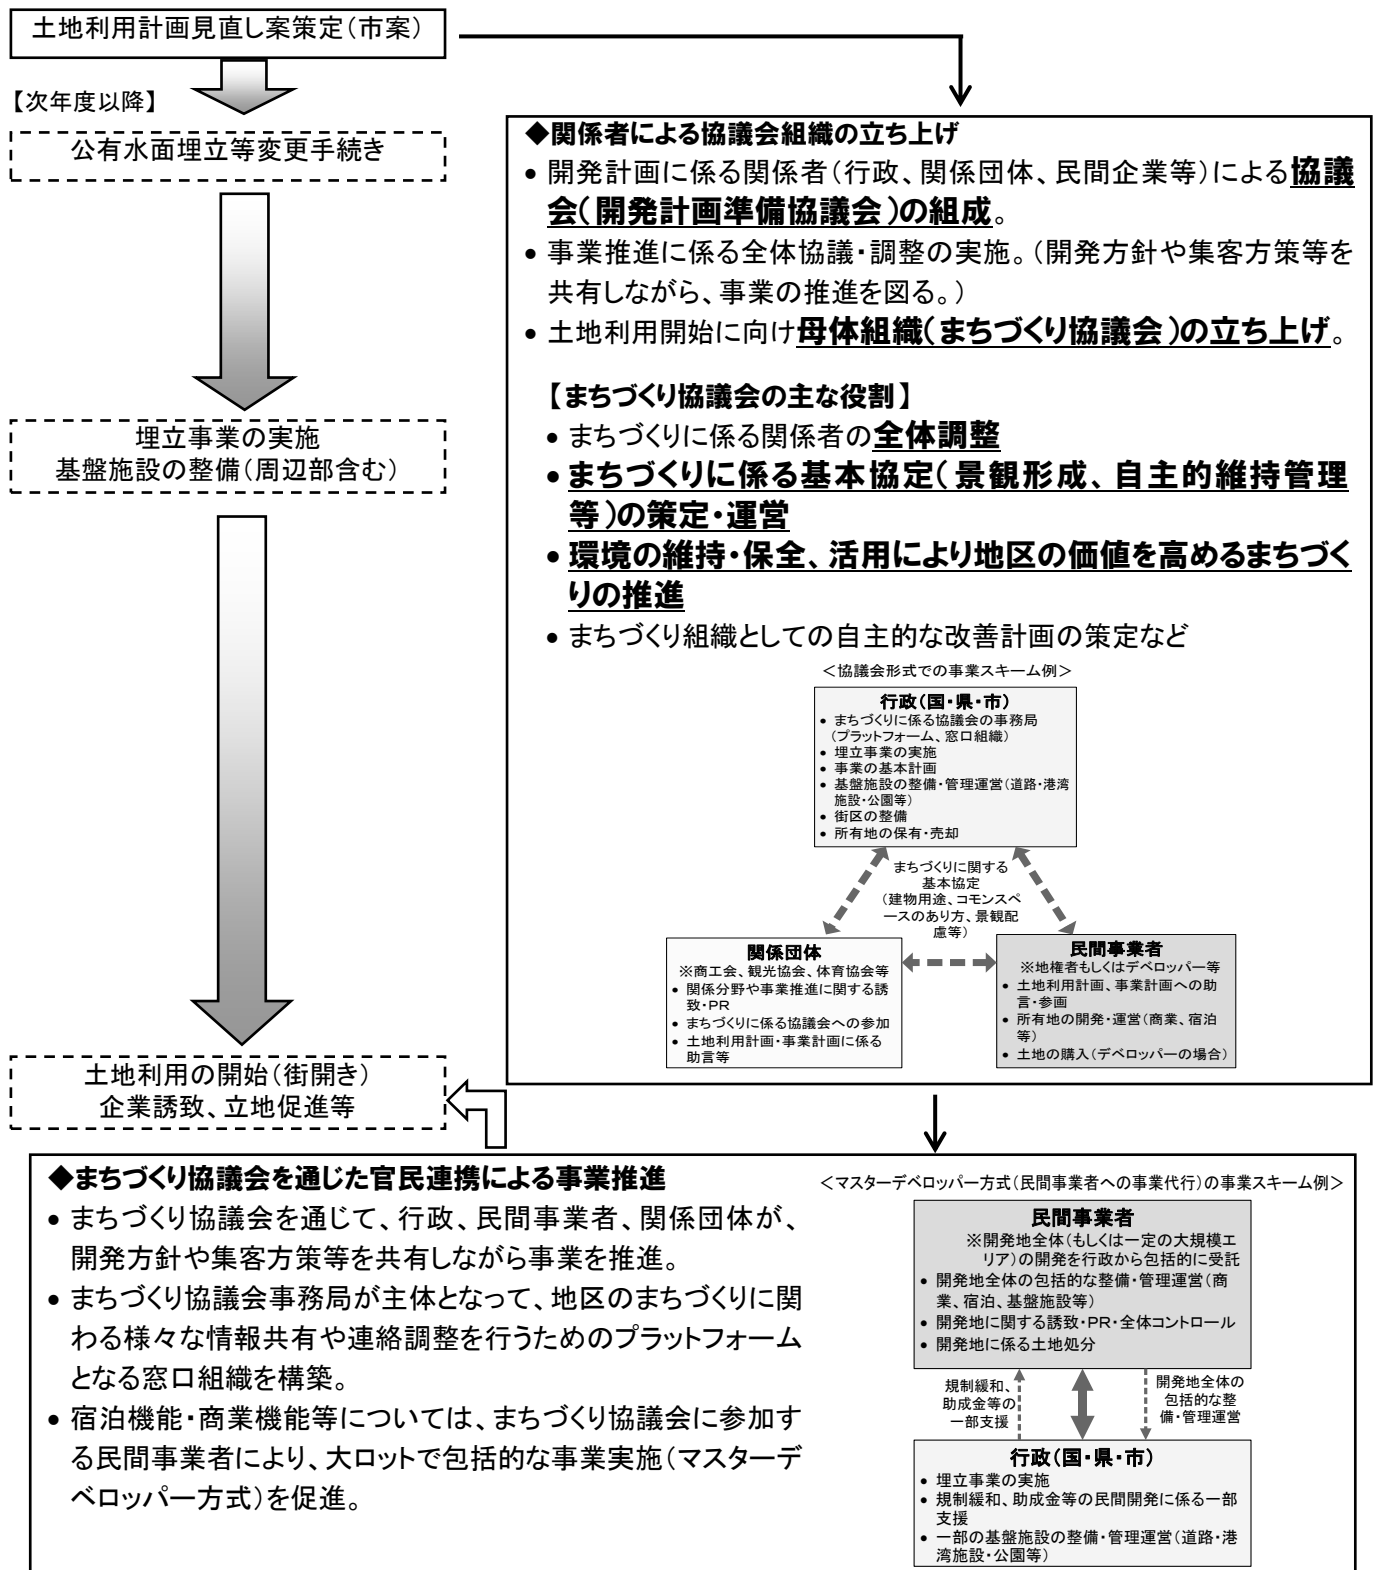 土地利用計画見直し案策定（市案）
【次年度以降】
公有水面埋立等変更手続き
埋立事業の実施
基盤施設の整備（周辺部含む）
土地利用の開始（街開き）
企業誘致、立地促進等
◆関係者による協議会組織の立ち上げ
• 開発計画に係る関係者（行政、関係団体、民間企業等）による協議
会（開発計画準備協議会）の組成。
• 事業推進に係る全体協議・調整の実施。（開発方針や集客方策等を
共有しながら、事業の推進を図る。）
• 土地利用開始に向け母体組織（まちづくり協議会）の立ち上げ。
【まちづくり協議会の主な役割】
• まちづくりに係る関係者の全体調整
• まちづくりに係る基本協定（景観形成、自主的維持管理
等）の策定・運営
• 環境の維持・保全、活用により地区の価値を高めるまちづく
りの推進
• まちづくり組織としての自主的な改善計画の策定など
＜協議会形式での事業スキーム例＞
行政（国・県・市）
• まちづくりに係る協議会の事務局
（プラットフォーム、窓口組織）
• 埋立事業の実施
• 事業の基本計画
• 基盤施設の整備・管理運営（道路・港湾
施設・公園等）
• 街区の整備
• 所有地の保有・売却
まちづくりに関する
基本協定
（建物用途、コモンスペ
ースのあり方、景観配
慮等）
関係団体
※商工会、観光協会、体育協会等
• 関係分野や事業推進に関する誘
致・PR
• まちづくりに係る協議会への参加
• 土地利用計画・事業計画に係る
助言等
民間事業者
※地権者もしくはデベロッパー等
• 土地利用計画、事業計画への助
言・参画
• 所有地の開発・運営（商業、宿泊
等）
• 土地の購入（デベロッパーの場合）
◆まちづくり協議会を通じた官民連携による事業推進
• まちづくり協議会を通じて、行政、民間事業者、関係団体が、
開発方針や集客方策等を共有しながら事業を推進。
• まちづくり協議会事務局が主体となって、地区のまちづくりに関
わる様々な情報共有や連絡調整を行うためのプラットフォーム
となる窓口組織を構築。
• 宿泊機能・商業機能等については、まちづくり協議会に参加す
る民間事業者により、大ロットで包括的な事業実施（マスターデ
ベロッパー方式）を促進。
＜マスターデベロッパー方式（民間事業者への事業代行）の事業スキーム例＞
民間事業者
※開発地全体（もしくは一定の大規模エ
リア）の開発を行政から包括的に受託
• 開発地全体の包括的な整備・管理運営（商
業、宿泊、基盤施設等）
• 開発地に関する誘致・PR・全体コントロール
• 開発地に係る土地処分
規制緩和、
助成金等の
一部支援
開発地全体の
包括的な整
備・管理運営
行政（国・県・市）
• 埋立事業の実施
• 規制緩和、助成金等の民間開発に係る一部
支援
• 一部の基盤施設の整備・管理運営（道路・港
湾施設・公園等）